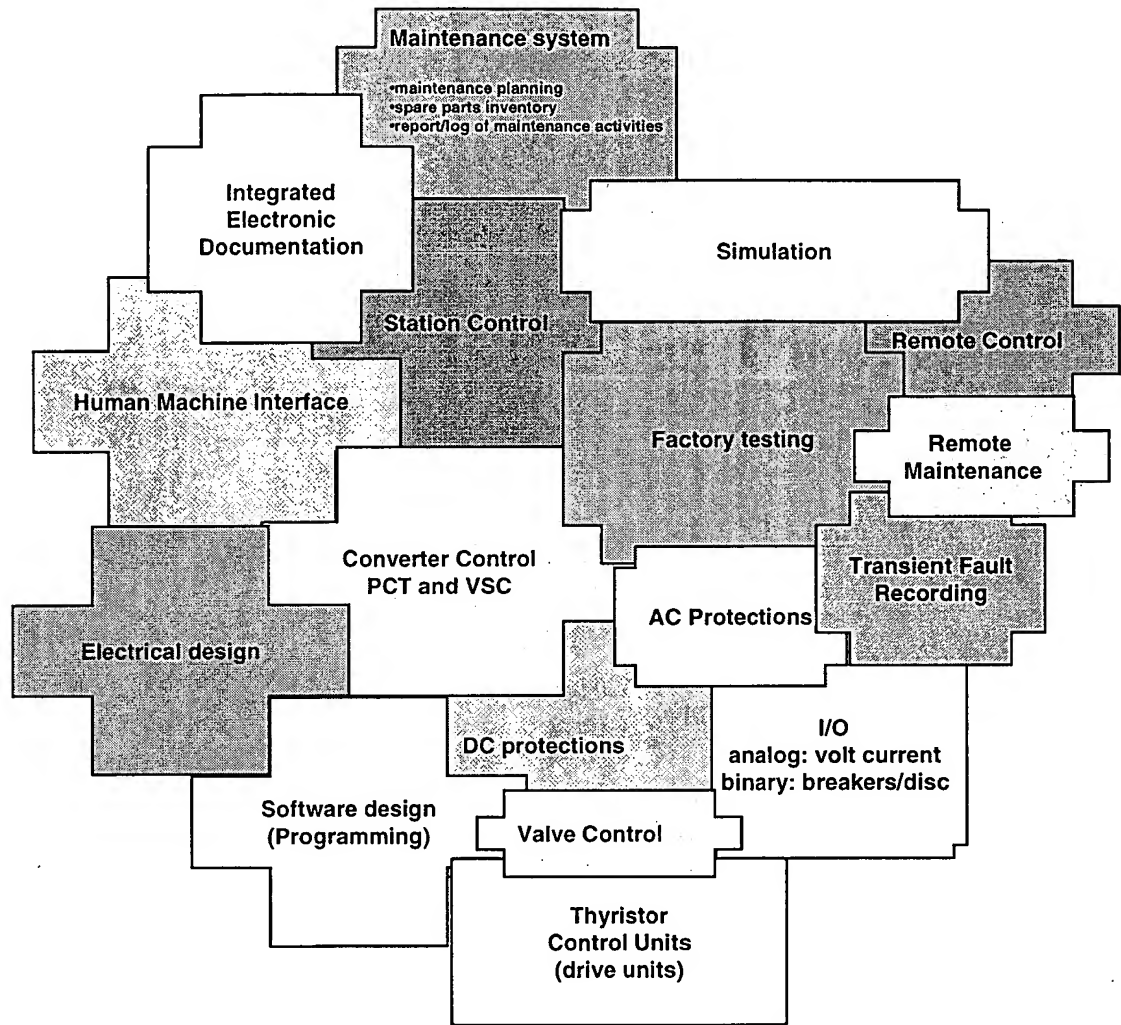 Maintenance system
•maintenance planning
•spare parts inventory
•report/log of maintenance activities
Integrated
Electronic
Documentation
Simulation
Station Control
Remote Control
Human Machine Interface
Factory testing
Remote
Maintenance
Converter Control
PCT and VSC
Transient Fault
Recording
AC Protections
Electrical design
DC protections
I/O
analog: volt current
binary: breakers/disc
Software design
(Programming)
Valve Control
Thyristor
Control Units
(drive units)